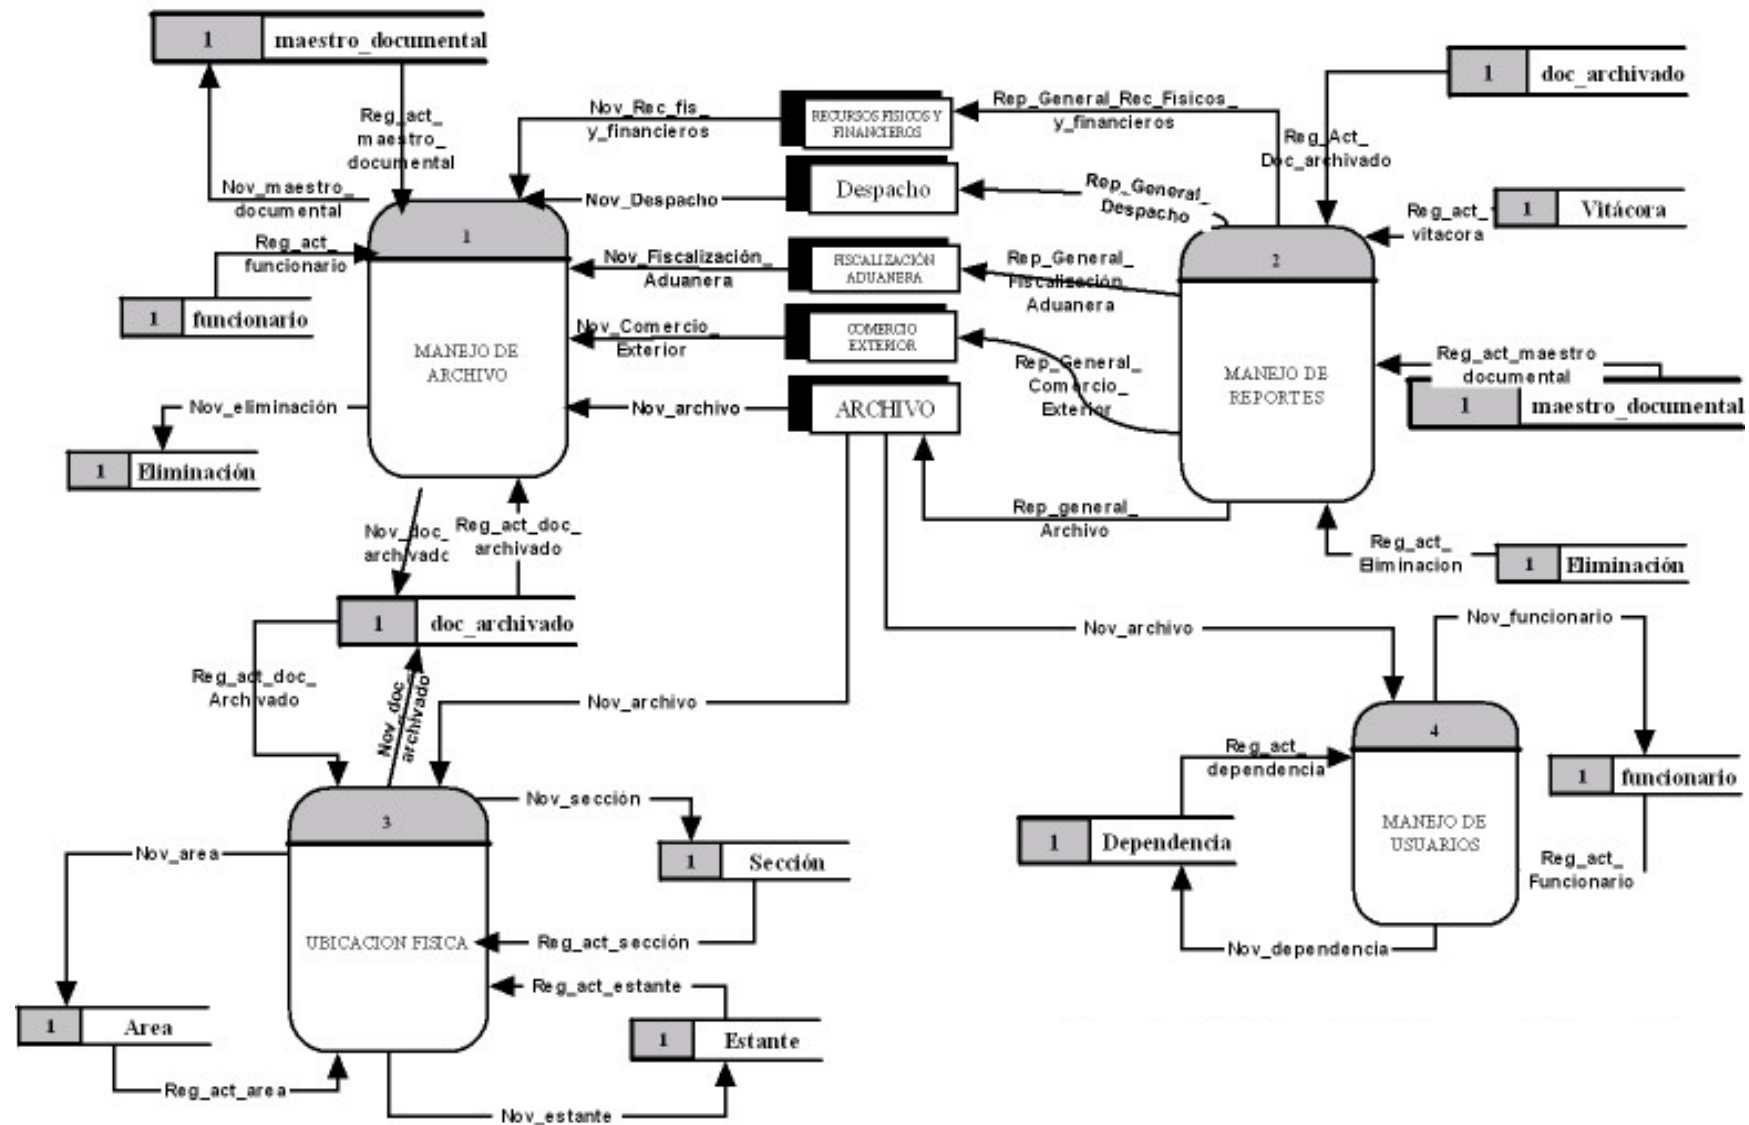 1 maestro_documental
1 doc_archivado
Nov_Rec_fis_
y_financieros
RECURSOS FISICOS Y
FINANCIEROS
Rep_General_Rec_Fisicos_
y_financieros
Reg_act_
maestro_
documental
Reg_Act_
Doc_archivado
Nov_maestro_
documental
Nov_Despacho
Despacho
Rep_General_
Despacho
Reg_act_
vitacora
1 Vitácora
1
Reg_act_
funcionario
Nov_Fiscalización_
Aduanera
FISCALIZACIÓN
ADUANERA
Rep_General_
Fiscalización_
Aduanera
2
1 funcionario
MANEJO DE
ARCHIVO
Nov_Comercio_
Exterior
COMERCIO
EXTERIOR
Rep_General_
Comercio_
Exterior
MANEJO DE
REPORTES
Reg_act_maestro
documental
1 maestro_documental
Nov_eliminación
Nov_archivo
ARCHIVO
1 Eliminación
Nov_doc_
archivado
Reg_act_doc_
archivado
Rep_general_
Archivo
Reg_act_
Eliminacion
1 Eliminación
1 doc_archivado
Nov_archivo
Nov_funcionario
Reg_act_doc_
Archivado
Nov_doc_
archivado
Nov_archivo
4
Reg_act_
dependencia
1 funcionario
3
Nov_sección
MANEJO DE
USUARIOS
1 Dependencia
Nov_area
1 Sección
Reg_act_
Funcionario
UBICACION FISICA
Reg_act_sección
Nov_dependencia
Reg_act_estante
1 Area
1 Estante
Reg_act_area
Nov_estante